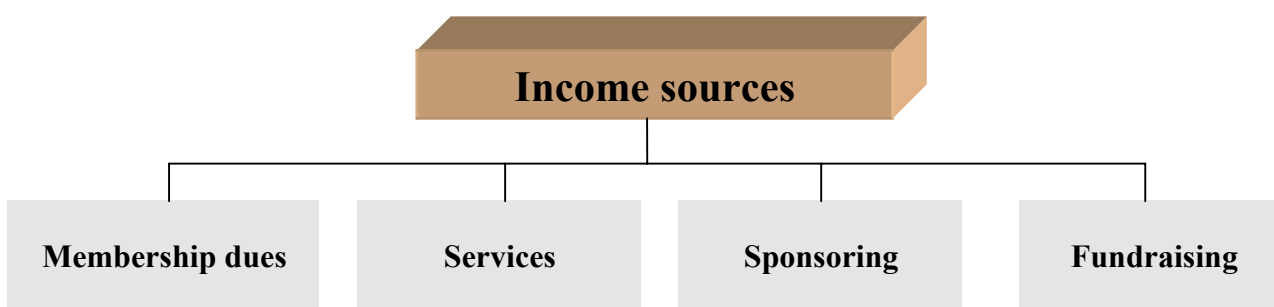 Income sources
Membership dues
Services
Sponsoring
Fundraising